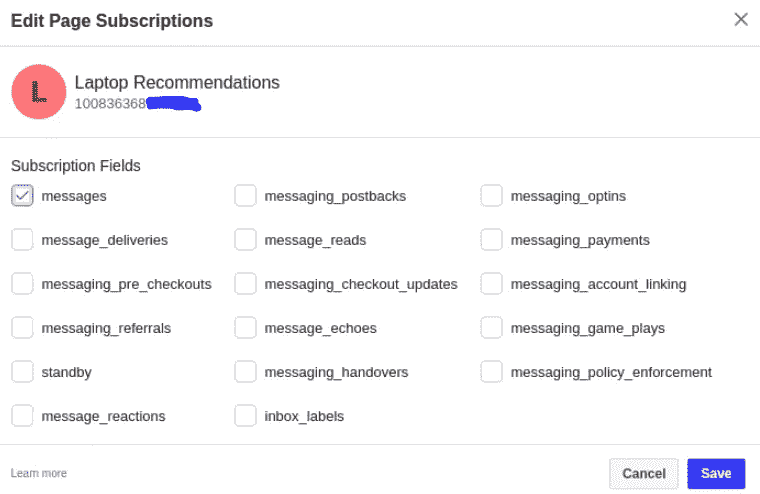 Edit Page Subscriptions
L
Laptop Recommendations
100836368
Subscription Fields
messages messaging_postbacks messaging_optins
message_deliveries message_reads messaging_payments
messaging_pre_checkouts messaging_checkout_updates messaging_account_linking
messaging_referrals message_echoes messaging_game_plays
standby messaging_handovers messaging_policy_enforcement
message_reactions inbox_labels
Learn more Cancel Save